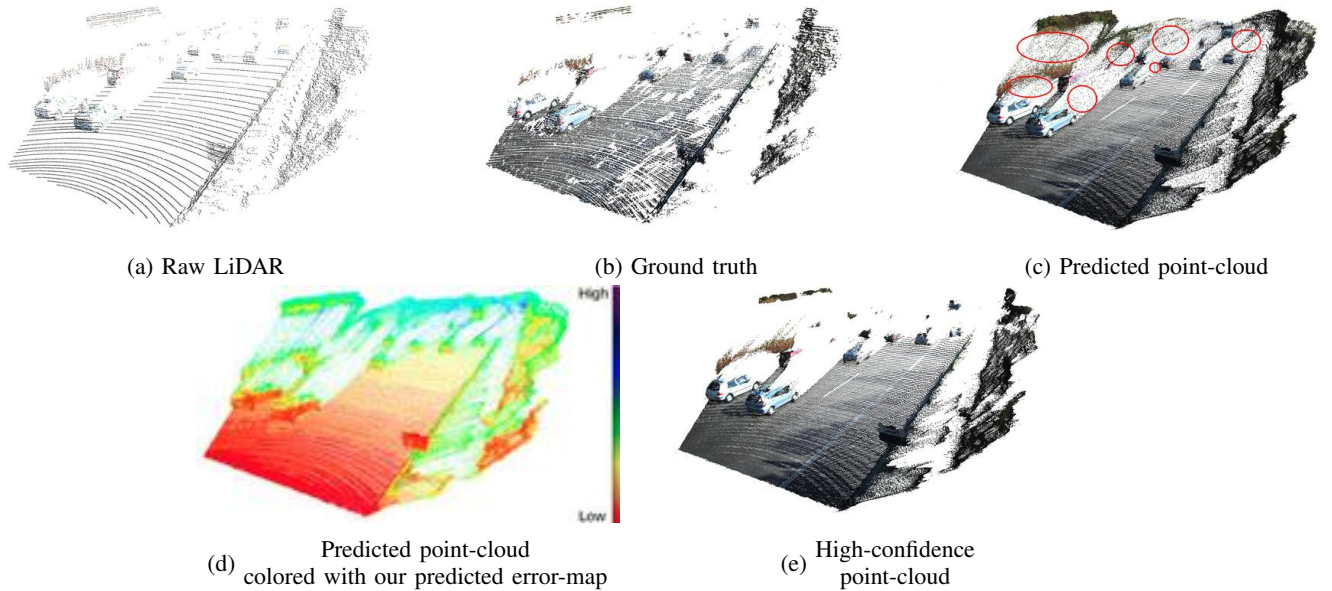 (a) Raw LiDAR
(b) Ground truth
(c) Predicted point-cloud
High
Low
(d) Predicted point-cloud
colored with our predicted error-map
(e) High-confidence
point-cloud